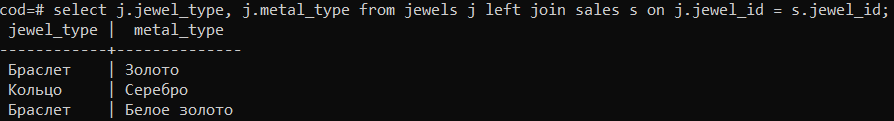 cod=# select j.jewel_type, j.metal_type from jewels j left join sales s on j.jewel_id = s.jewel_id;
 jewel_type |  metal_type
------------+--------------
 Браслет    | Золото
 Кольцо     | Серебро
 Браслет    | Белое золото